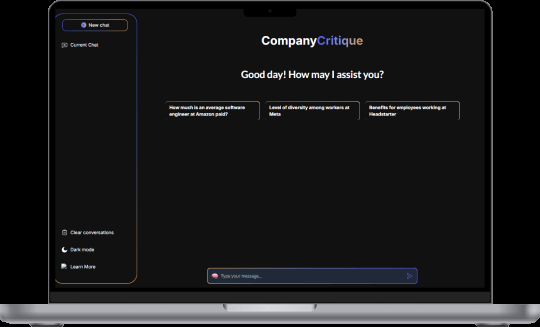 New chat
Current Chat
CompanyCritique
Good day! How may I assist you?
How much is an average software
engineer at Amazon paid?
Level of diversity among workers at
Meta
Benefits for employees working at
Headstarter
Clear conversations
Dark mode
Learn More
Type your message...